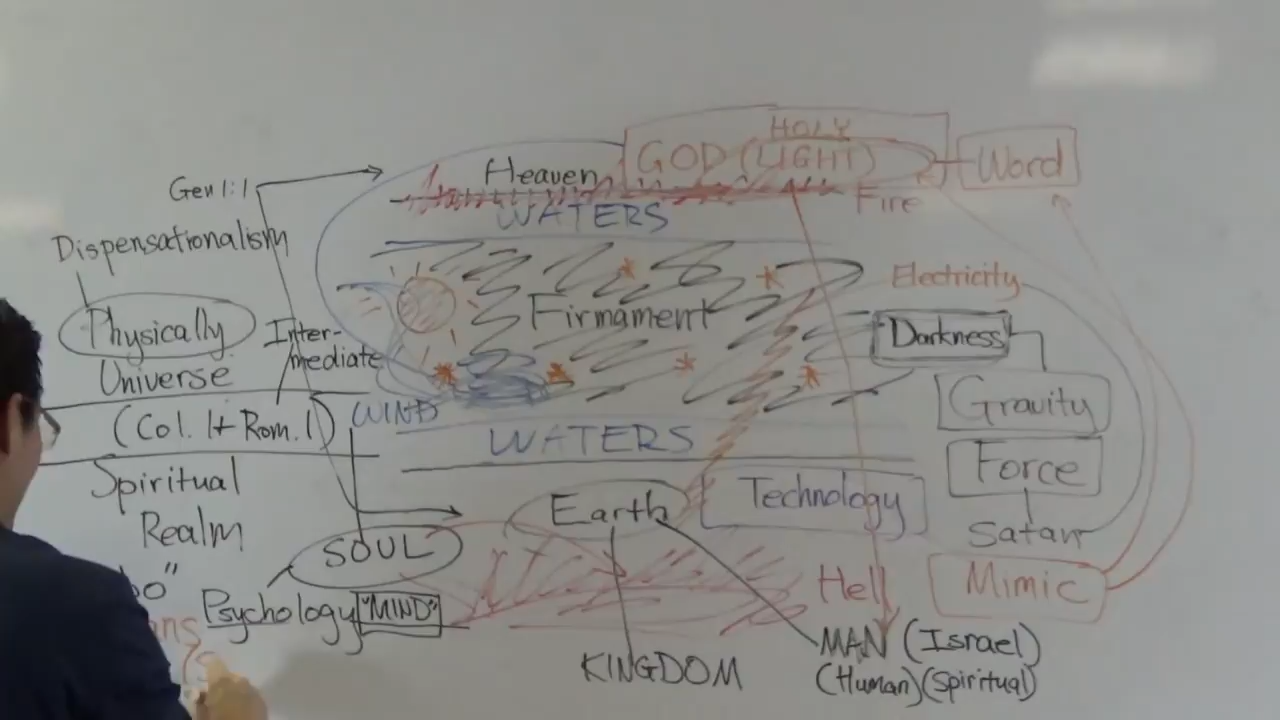 HOLY
GOD (LIGHT)
Word
Heaven
Gen 1:1
Fire
WATERS
Dispensationalism
Electricity
Firmament
Physically
Universe
Inter-
mediate
Darkness
Gravity
WIND
(Col. 1 + Rom. 1)
WATERS
Force
Spiritual
Realm
Earth
Technology
Satan
SOUL
Hell
Mimic
Psychology "MIND"
KINGDOM
MAN (Israel)
(Human) (Spiritual)